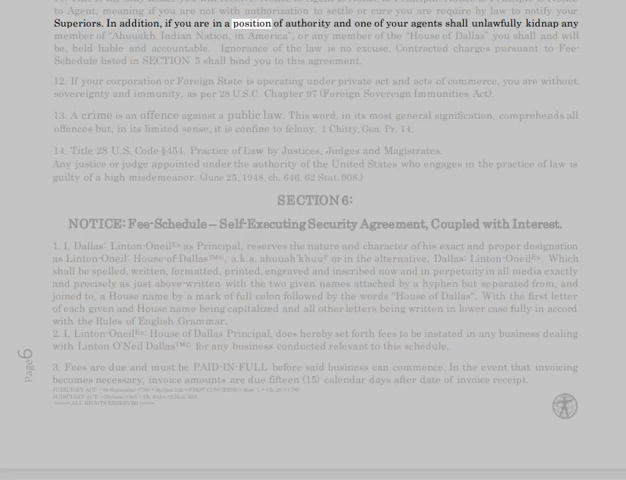 to Agent, meaning if you are not with authorization to settle or cure you are require by law to notify your
Superiors. In addition, if you are in a position of authority and one of your agents shall unlawfully kidnap any
member of "Ahuuakh Indian Nation, in America", or any member of the "House of Dallas" you shall and will
be, held liable and accountable. Ignorance of the law is no excuse. Contracted charges pursuant to Fee-
Schedule listed in SECTION 5 shall bind you to this agreement.
12. If your corporation or Foreign State is operating under private act and acts of commerce, you are without
sovereignty and immunity, as per 28 U.S.C. Chapter 97 (Foreign Sovereign Immunities Act).
13. A crime is an offence against a public law. This word, in its most general signification, comprehends all
offences but, in its limited sense, it is confine to felony. 1 Chitty, Gen. Pr. 14.
14. Title 28 U.S. Code §454. Practice of Law by Justices, Judges and Magistrates.
Any justice or judge appointed under the authority of the United States who engages in the practice of law is
guilty of a high misdemeanor. (June 25, 1948, ch. 646, 62 Stat. 908.)
SECTION 6:
NOTICE: Fee-Schedule – Self-Executing Security Agreement, Coupled with Interest.
1. I, Dallas: Linton-Oneil as Principal, reserves the nature and character of his exact and proper designation
as Linton-Oneil: House-of-Dallas, a.k.a. ahuuah'khuu or in the alternative, Dallas: Linton-Oneil. Which
shall be spelled, written, formatted, printed, engraved and inscribed now and in perpetuity in all media exactly
and precisely as just above-written with the two given names attached by a hyphen but separated from, and
joined to, a House name by a mark of full colon followed by the words "House of Dallas". With the first letter
of each given and House name being capitalized and all other letters being written in lower case fully in accord
with the Rules of English Grammar.
2. I, Linton-Oneil: House of Dallas Principal, does hereby set forth fees to be instated in any business dealing
with Linton O'Neil Dallas for any business conducted relevant to this schedule.
3. Fees are due and must be PAID-IN-FULL before said business can commence. In the event that invoicing
becomes necessary, invoice amounts are due fifteen (15) calendar days after date of invoice receipt.
Page 6